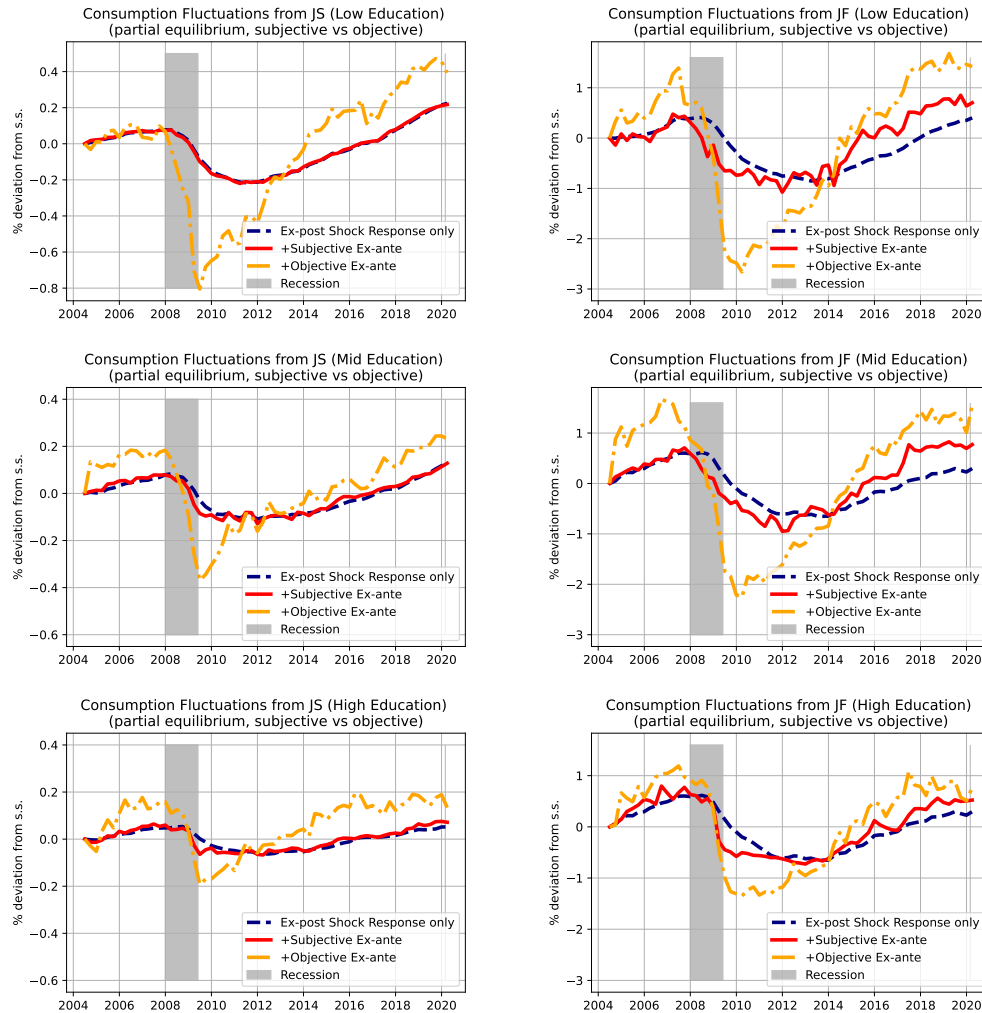 Consumption Fluctuations from JS (Low Education)
(partial equilibrium, subjective vs objective)
% deviation from s.s.
0.4
0.2
0.0
−0.2
−0.4
−0.6
−0.8
2004 2006 2008 2010 2012 2014 2016 2018 2020
Ex-post Shock Response only
+Subjective Ex-ante
+Objective Ex-ante
Recession
Consumption Fluctuations from JF (Low Education)
(partial equilibrium, subjective vs objective)
% deviation from s.s.
1
0
−1
−2
−3
2004 2006 2008 2010 2012 2014 2016 2018 2020
Ex-post Shock Response only
+Subjective Ex-ante
+Objective Ex-ante
Recession
Consumption Fluctuations from JS (Mid Education)
(partial equilibrium, subjective vs objective)
% deviation from s.s.
0.4
0.2
0.0
−0.2
−0.4
−0.6
2004 2006 2008 2010 2012 2014 2016 2018 2020
Ex-post Shock Response only
+Subjective Ex-ante
+Objective Ex-ante
Recession
Consumption Fluctuations from JF (Mid Education)
(partial equilibrium, subjective vs objective)
% deviation from s.s.
1
0
−1
−2
−3
2004 2006 2008 2010 2012 2014 2016 2018 2020
Ex-post Shock Response only
+Subjective Ex-ante
+Objective Ex-ante
Recession
Consumption Fluctuations from JS (High Education)
(partial equilibrium, subjective vs objective)
% deviation from s.s.
0.4
0.2
0.0
−0.2
−0.4
−0.6
2004 2006 2008 2010 2012 2014 2016 2018 2020
Ex-post Shock Response only
+Subjective Ex-ante
+Objective Ex-ante
Recession
Consumption Fluctuations from JF (High Education)
(partial equilibrium, subjective vs objective)
% deviation from s.s.
1
0
−1
−2
−3
2004 2006 2008 2010 2012 2014 2016 2018 2020
Ex-post Shock Response only
+Subjective Ex-ante
+Objective Ex-ante
Recession